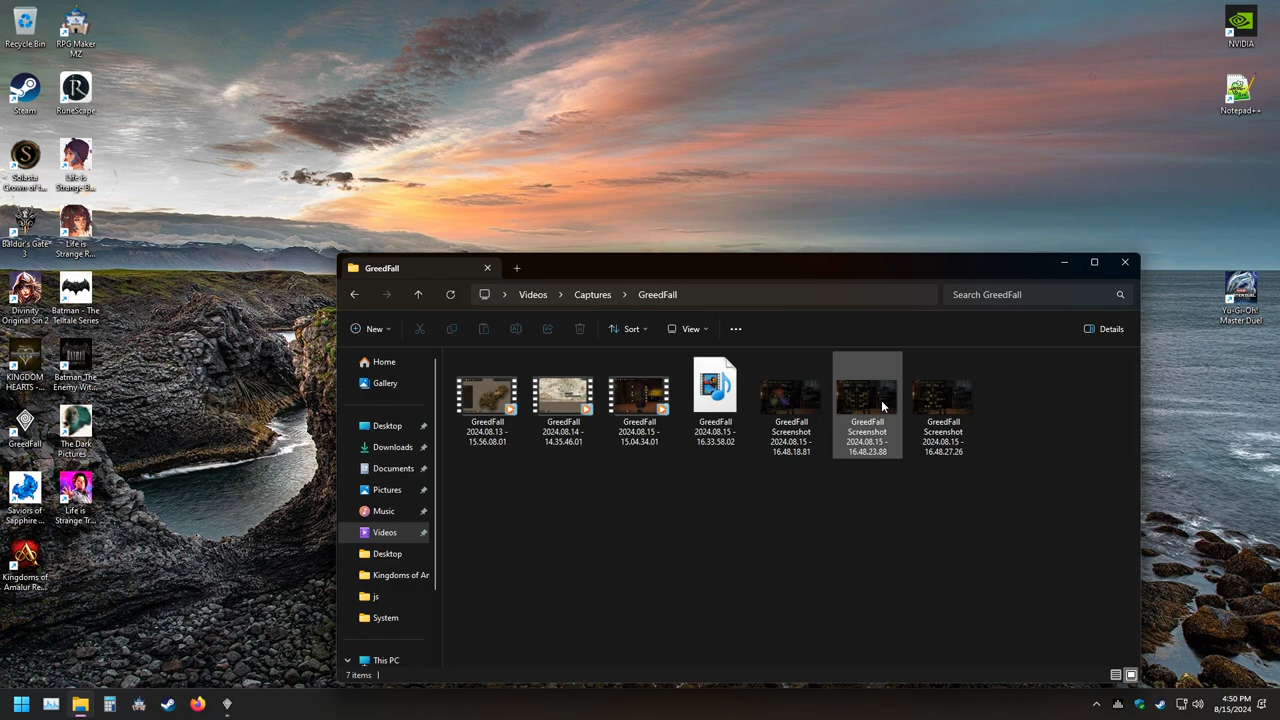 Recycle Bin
RPG Maker
MZ
Steam
RuneScape
Solasta
Crown of t...
Life is
Strange B...
Baldur's Gate
3
Life is
Strange R...
Divinity
Original Sin 2
Batman - The
Telltale Series
KINGDOM
HEARTS -...
Batman The
Enemy Wit...
GreedFall
The Dark
Pictures ...
Saviors of
Sapphire ...
Life is
Strange Tr...
Kingdoms of
Amalur Re...
NVIDIA
Notepad++
Yu-Gi-Oh!
Master Duel
GreedFall
Videos
Captures
GreedFall
Search GreedFall
New
Sort
View
Details
Home
Gallery
Desktop
Downloads
Documents
Pictures
Music
Videos
Desktop
Kingdoms of Ar
js
System
This PC
GreedFall
2024.08.13 -
15.56.08.01
GreedFall
2024.08.14 -
14.35.46.01
GreedFall
2024.08.15 -
15.04.34.01
GreedFall
2024.08.15 -
16.33.58.02
GreedFall
Screenshot
2024.08.15 -
16.48.18.81
GreedFall
Screenshot
2024.08.15 -
16.48.23.88
GreedFall
Screenshot
2024.08.15 -
16.48.27.26
7 items
4:50 PM
8/15/2024